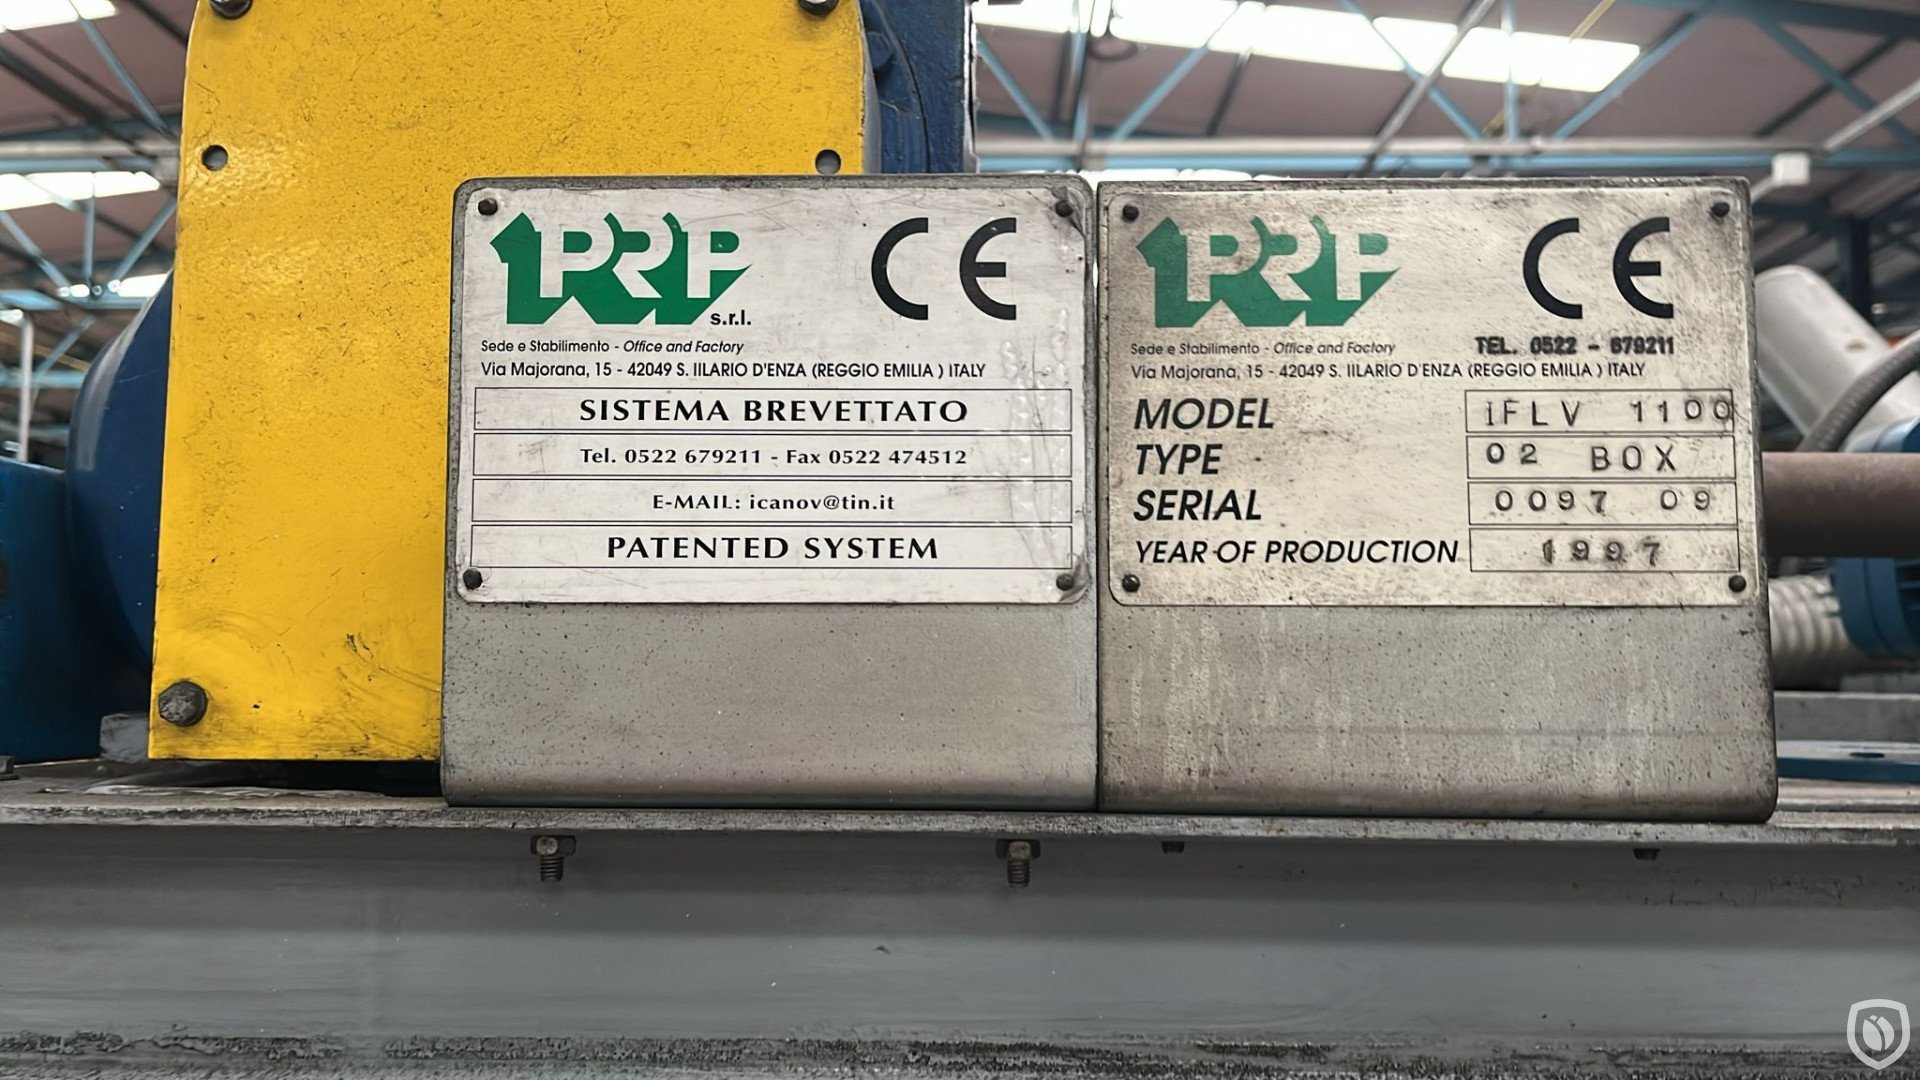 PRP
s.r.l.
CE
Sede e Stabilimento - Office and Factory
Via Majorana, 15 - 42049 S. IILARIO D'ENZA (REGGIO EMILIA ) ITALY
SISTEMA BREVETTATO
Tel. 0522 679211 - Fax 0522 474512
E-MAIL: icanov@tin.it
PATENTED SYSTEM
PRP
CE
TEL. 0522 - 679211
Sede e Stabilimento - Office and Factory
Via Majorana, 15 - 42049 S. IILARIO D'ENZA (REGGIO EMILIA ) ITALY
MODEL IFLV 1100
TYPE 02 BOX
SERIAL 0097 09
YEAR OF PRODUCTION 1997